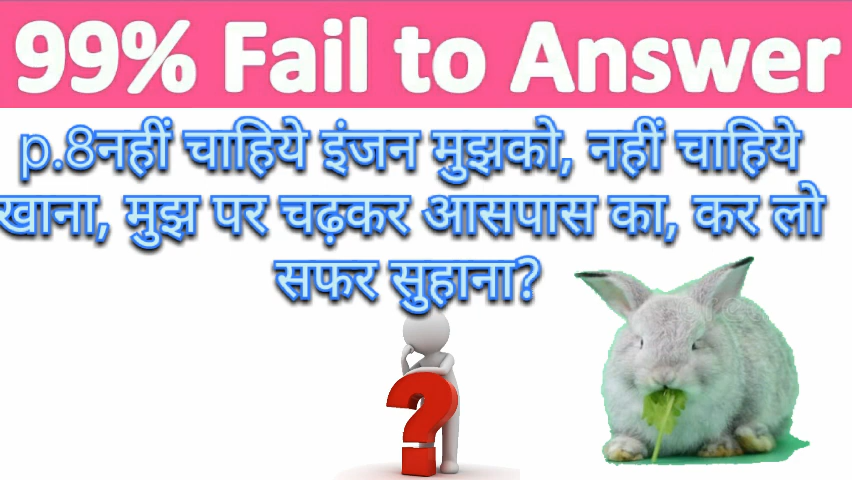 99% Fail to Answer
p.8नहीं चाहिये इंजन मुझको, नहीं चाहिये
खाना, मुझ पर चढ़कर आसपास का, कर लो
सफर सुहाना?
?